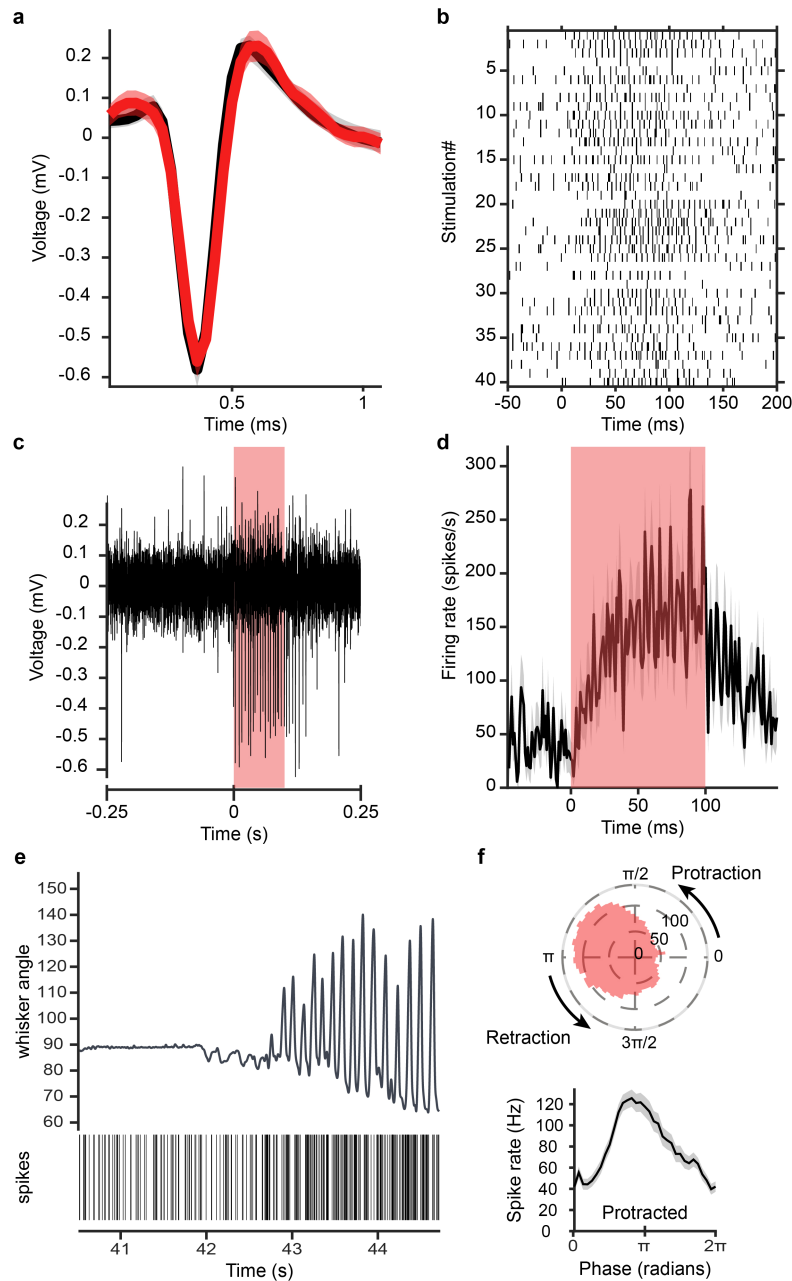 a
0.2
0.1
0
-0.1
-0.2
-0.3
-0.4
-0.5
-0.6
Voltage (mV)
0.5
1
Time (ms)
b
5
10
15
20
25
30
35
40
Stimulation#
-50
0
50
100
150
200
Time (ms)
c
0.2
0.1
0
-0.1
-0.2
-0.3
-0.4
-0.5
-0.6
Voltage (mV)
-0.25
0
0.25
Time (s)
d
300
250
200
150
100
50
0
Firing rate (spikes/s)
0
50
100
Time (ms)
e
150
140
130
120
110
100
90
80
70
60
whisker angle
spikes
41
42
43
44
Time (s)
f
π/2
Protraction
100
50
0
π
0
Retraction
3π/2
120
100
80
60
40
20
0
Spike rate (Hz)
Protracted
0
π
2π
Phase (radians)